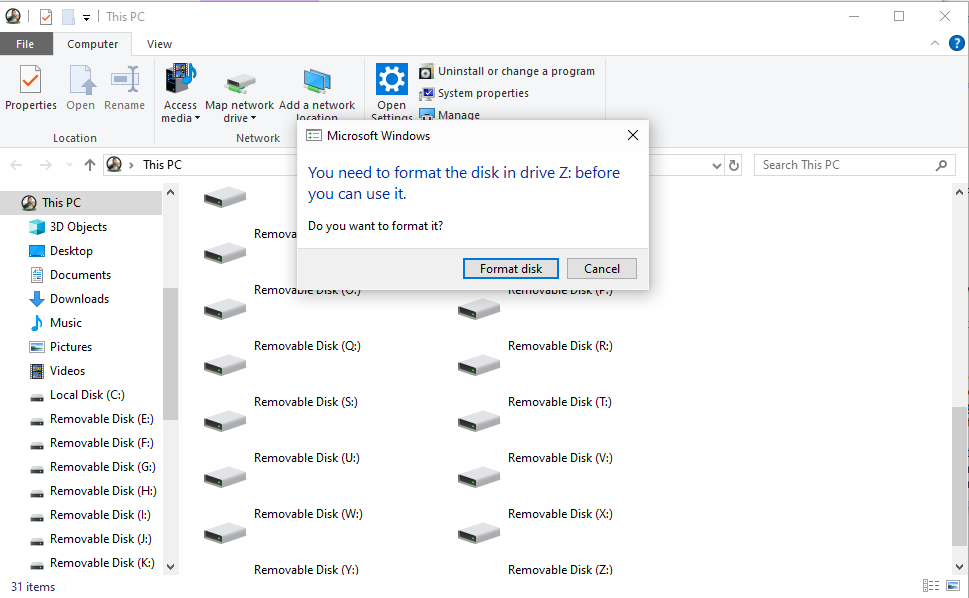 This PC
File
Computer
View
Properties
Open
Rename
Access media
Map network drive
Add a network location
Open Settings
Uninstall or change a program
System properties
Manage
Location
Network
This PC
Search This PC
Microsoft Windows
You need to format the disk in drive Z: before
you can use it.
Do you want to format it?
Format disk
Cancel
This PC
3D Objects
Desktop
Documents
Downloads
Music
Pictures
Videos
Local Disk (C:)
Removable Disk (E:)
Removable Disk (F:)
Removable Disk (G:)
Removable Disk (H:)
Removable Disk (I:)
Removable Disk (J:)
Removable Disk (K:)
Removable Disk (O:)
Removable Disk (P:)
Removable Disk (Q:)
Removable Disk (R:)
Removable Disk (S:)
Removable Disk (T:)
Removable Disk (U:)
Removable Disk (V:)
Removable Disk (W:)
Removable Disk (X:)
Removable Disk (Y:)
Removable Disk (Z:)
31 items